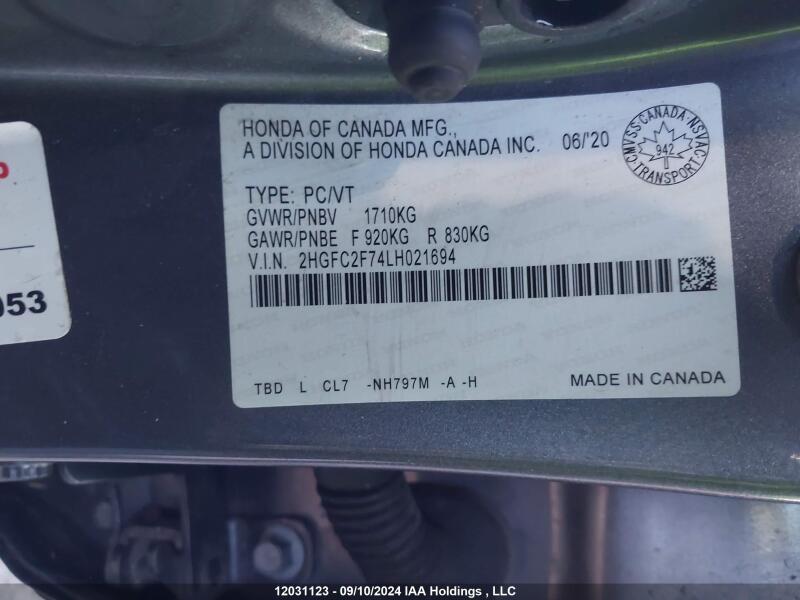 HONDA OF CANADA MFG.,
A DIVISION OF HONDA CANADA INC. 06/'20
CMVSS CANADA NSVAC
942
TRANSPORT
TYPE: PC/VT
GVWR/PNBV 1710KG
GAWR/PNBE F 920KG R 830KG
V.I.N. 2HGFC2F74LH021694
053
TBD L CL7 -NH797M -A -H MADE IN CANADA
12031123 - 09/10/2024 IAA Holdings , LLC